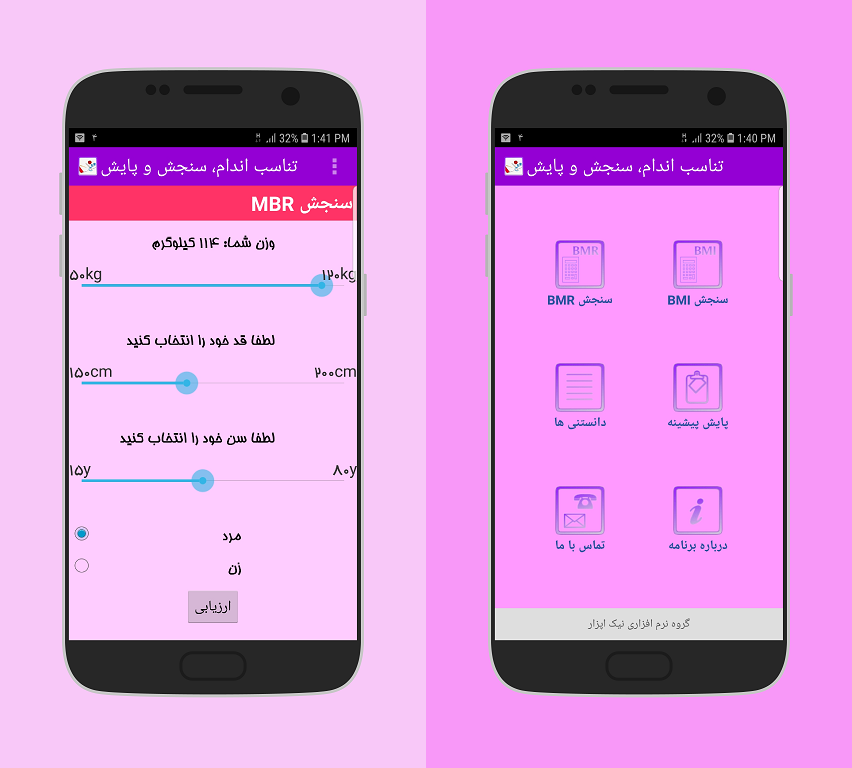 ۴ 32% 1:41 PM
تناسب اندام، سنجش و پایش
سنجش MBR
وزن شما: ۱۱۴ کیلوگرم
۵۰kg ۱۲۰kg
لطفا قد خود را انتخاب کنید
۱۵۰cm ۲۰۰cm
لطفا سن خود را انتخاب کنید
۱۵y ۸۰y
مرد
زن
ارزیابی
۴ 32% 1:40 PM
تناسب اندام، سنجش و پایش
BMR BMI
سنجش BMR سنجش BMI
دانستنی ها پایش پیشینه
تماس با ما درباره برنامه
گروه نرم افزاری نیک اپزار